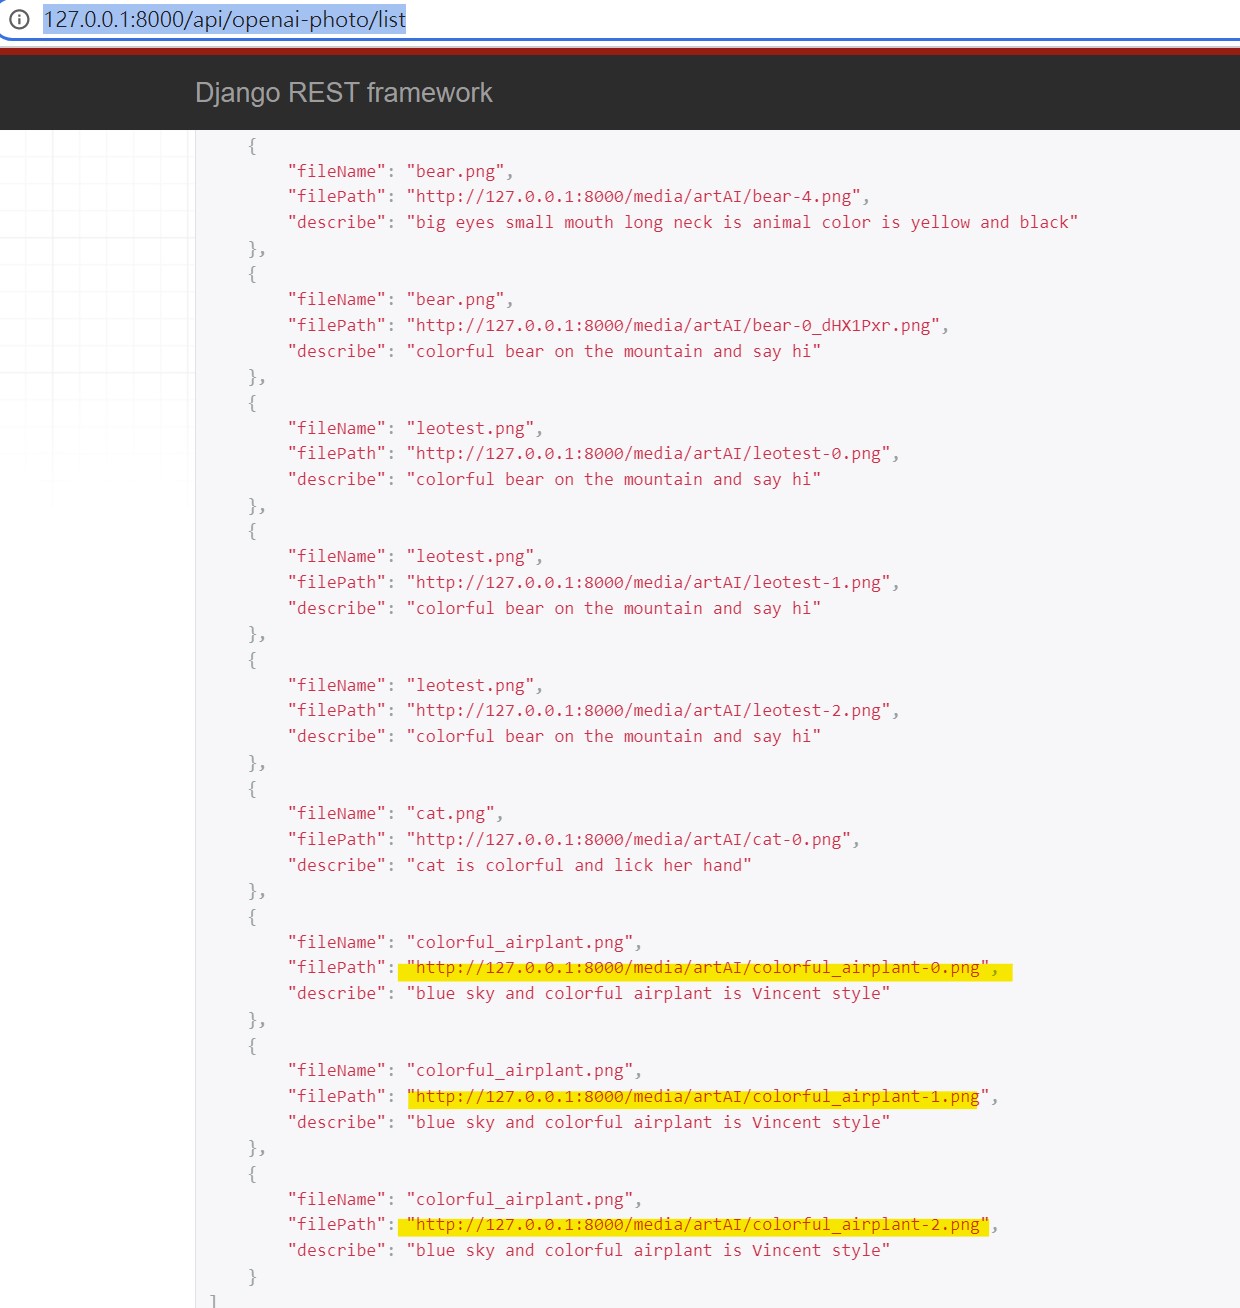 127.0.0.1:8000/api/openai-photo/list
Django REST framework
{
"fileName": "bear.png",
"filePath": "http://127.0.0.1:8000/media/artAI/bear-4.png",
"describe": "big eyes small mouth long neck is animal color is yellow and black"
},
{
"fileName": "bear.png",
"filePath": "http://127.0.0.1:8000/media/artAI/bear-0_dHX1Pxr.png",
"describe": "colorful bear on the mountain and say hi"
},
{
"fileName": "leotest.png",
"filePath": "http://127.0.0.1:8000/media/artAI/leotest-0.png",
"describe": "colorful bear on the mountain and say hi"
},
{
"fileName": "leotest.png",
"filePath": "http://127.0.0.1:8000/media/artAI/leotest-1.png",
"describe": "colorful bear on the mountain and say hi"
},
{
"fileName": "leotest.png",
"filePath": "http://127.0.0.1:8000/media/artAI/leotest-2.png",
"describe": "colorful bear on the mountain and say hi"
},
{
"fileName": "cat.png",
"filePath": "http://127.0.0.1:8000/media/artAI/cat-0.png",
"describe": "cat is colorful and lick her hand"
},
{
"fileName": "colorful_airplant.png",
"filePath": "http://127.0.0.1:8000/media/artAI/colorful_airplant-0.png",
"describe": "blue sky and colorful airplant is Vincent style"
},
{
"fileName": "colorful_airplant.png",
"filePath": "http://127.0.0.1:8000/media/artAI/colorful_airplant-1.png",
"describe": "blue sky and colorful airplant is Vincent style"
},
{
"fileName": "colorful_airplant.png",
"filePath": "http://127.0.0.1:8000/media/artAI/colorful_airplant-2.png",
"describe": "blue sky and colorful airplant is Vincent style"
}
]